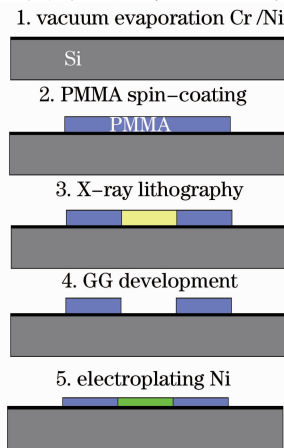 1. vacuum evaporation Cr /Ni
Si
2. PMMA spin−coating
PMMA
3. X−ray lithography
4. GG development
5. electroplating Ni